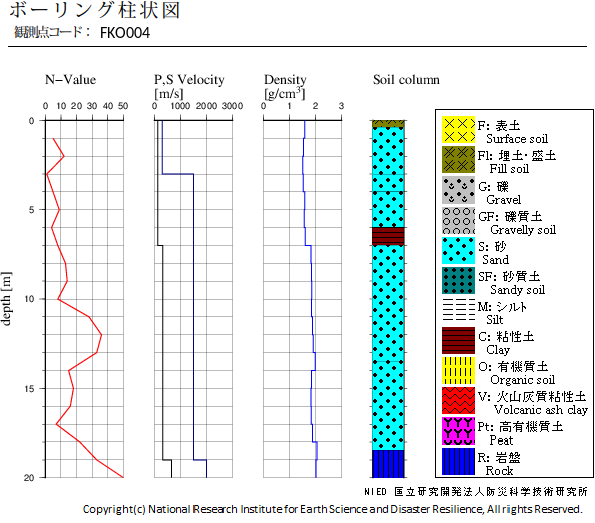 ボーリング柱状図
観測点コード： FKO004
N-Value
P,S Velocity
Density
Soil column
[m/s]
[g/cm3]
0 10 20 30 40 50
0 1000 2000 3000
0 1 2 3
0
5
10
15
20
depth [m]
F: 表土
Surface soil
Fl: 埋土・盛土
Fill soil
G: 礫
Gravel
GF: 礫質土
Gravelly soil
S: 砂
Sand
SF: 砂質土
Sandy soil
M: シルト
Silt
C: 粘性土
Clay
O: 有機質土
Organic soil
V: 火山灰質粘性土
Volcanic ash clay
Pt: 高有機質土
Peat
R: 岩盤
Rock
NIED 国立研究開発法人防災科学技術研究所
Copyright(c) National Research Institute for Earth Science and Disaster Resilience, All rights Reserved.